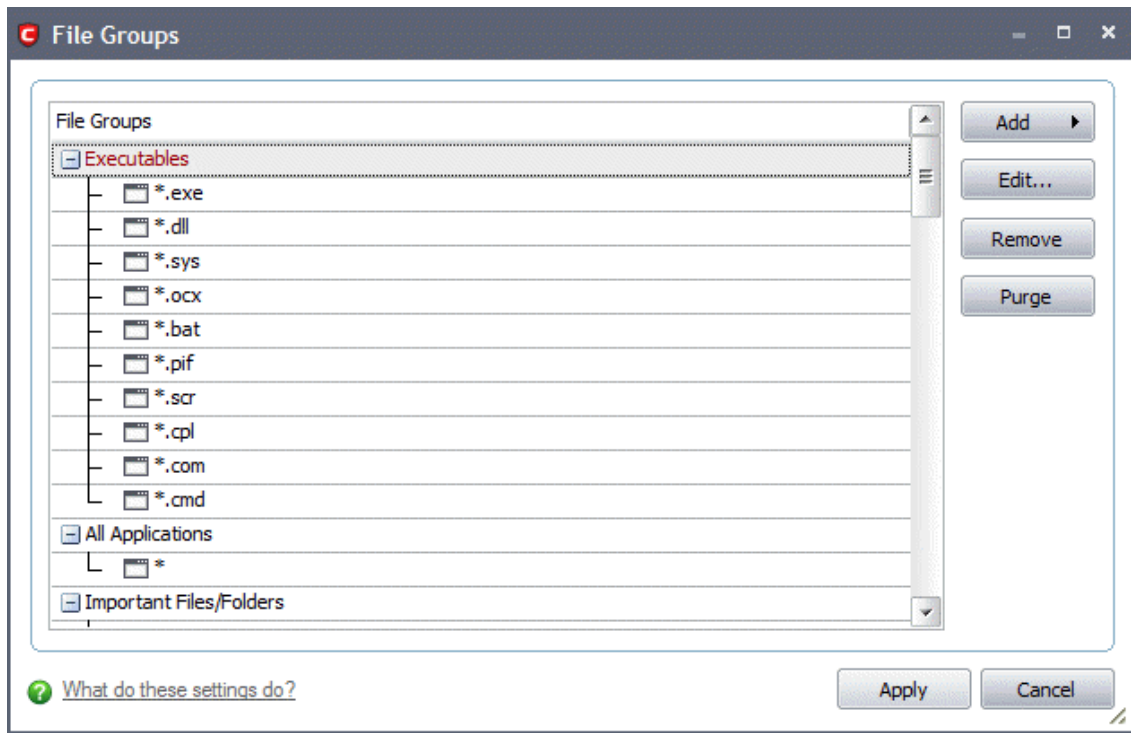 File Groups
File Groups
Add
Executables
*.exe
Edit...
*.dll
Remove
*.sys
*.ocx
Purge
*.bat
*.pif
*.scr
*.cpl
*.com
*.cmd
All Applications
*
Important Files/Folders
What do these settings do?
Apply
Cancel